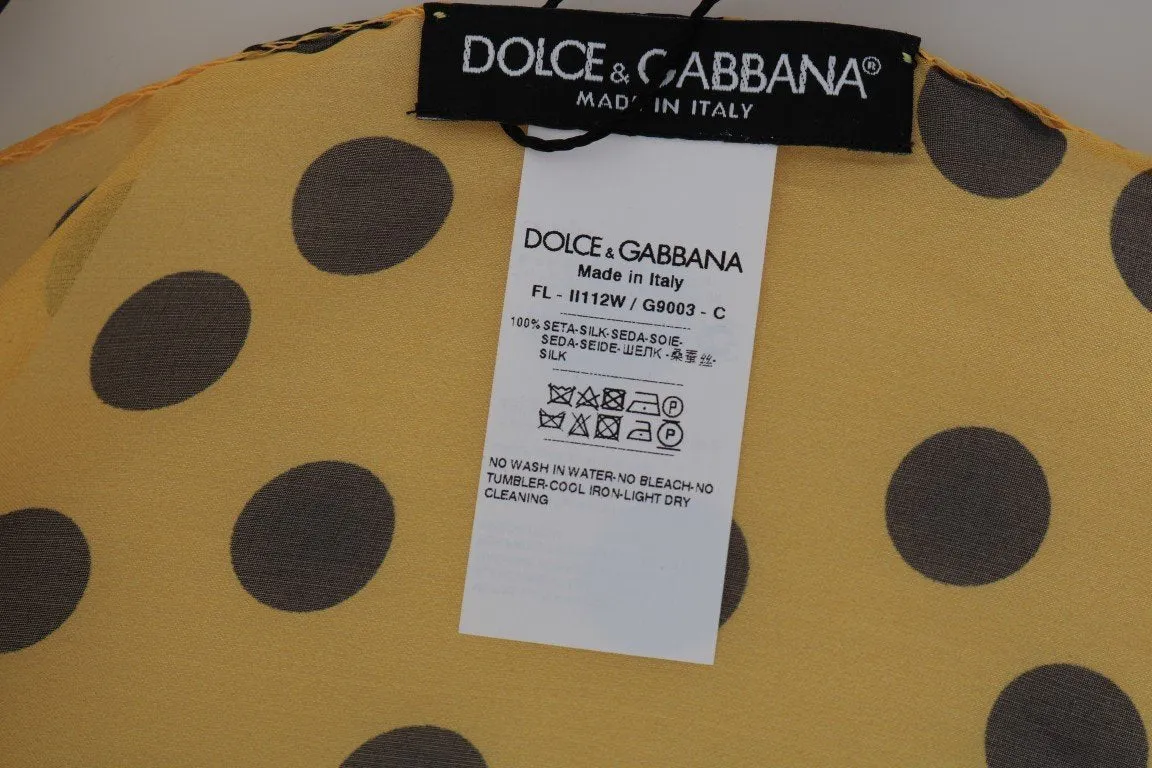 DOLCE & GABBANA®
MADE IN ITALY
DOLCE & GABBANA
Made in Italy
FL - II112W / G9003 - C
100% SETA-SILK-SEDA-SOIE-
SEDA-SEIDE-ШЕЛК -桑蚕丝-
SILK
P
P
NO WASH IN WATER-NO BLEACH-NO
TUMBLER-COOL IRON-LIGHT DRY
CLEANING